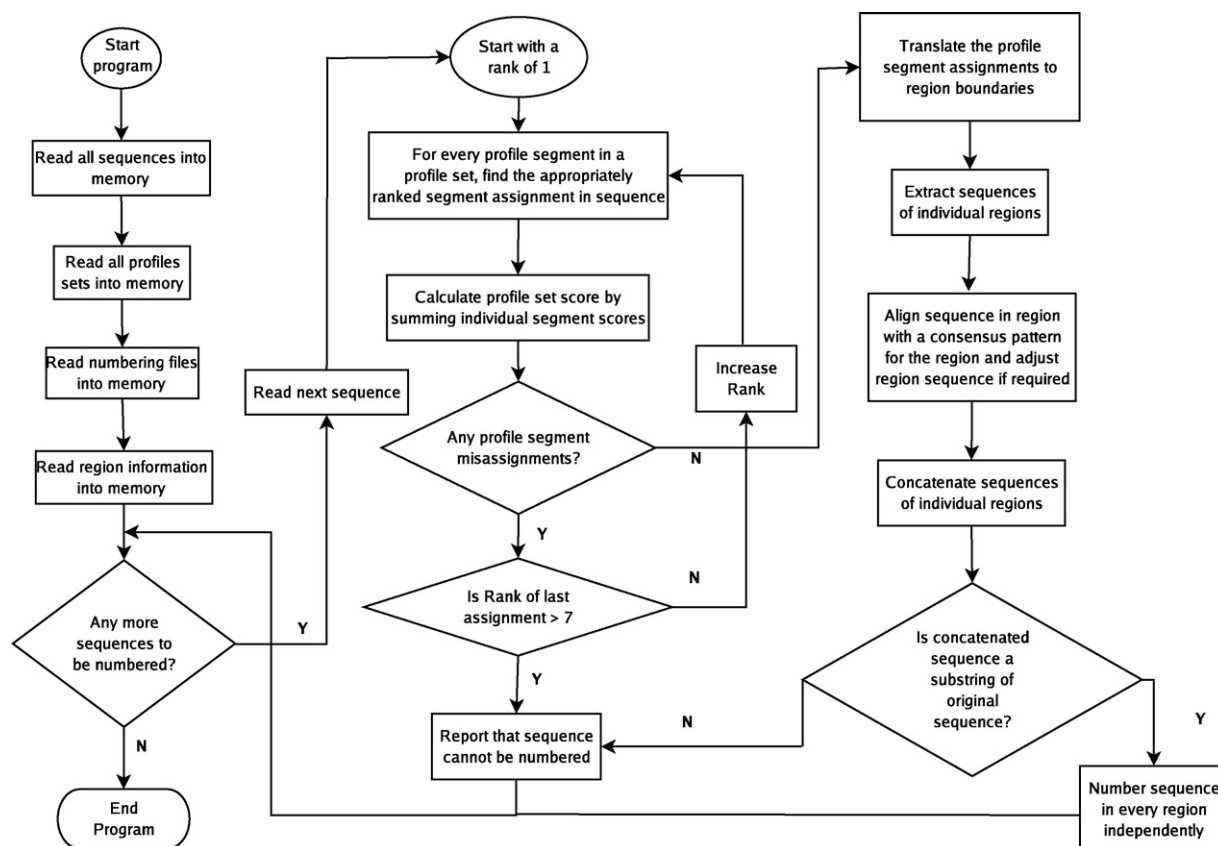 Start
program
Read all sequences into
memory
Read all profiles
sets into memory
Read numbering files
into memory
Read region information
into memory
Any more
sequences to
be numbered?
Y
N
End
Program
Read next sequence
Start with a
rank of 1
For every profile segment in a
profile set, find the appropriately
ranked segment assignment in sequence
Calculate profile set score by
summing individual segment scores
Increase
Rank
Any profile segment
misassignments?
N
Y
Is Rank of last
assignment > 7
N
Y
Report that sequence
cannot be numbered
Translate the profile
segment assignments to
region boundaries
Extract sequences
of individual regions
Align sequence in region
with a consensus pattern
for the region and adjust
region sequence if required
Concatenate sequences
of individual regions
Is concatenated
sequence a
substring of
original
sequence?
N
Y
Number sequence
in every region
independently